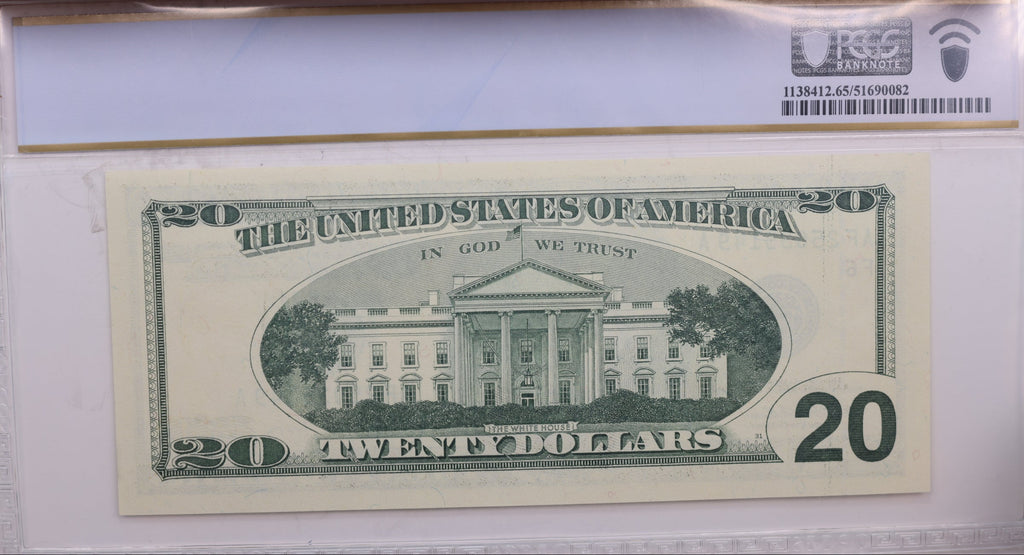 PCGS
BANKNOTE
1138412.65/51690082
20 20
THE UNITED STATES OF AMERICA
IN GOD WE TRUST
THE WHITE HOUSE
20 TWENTY DOLLARS 31 20